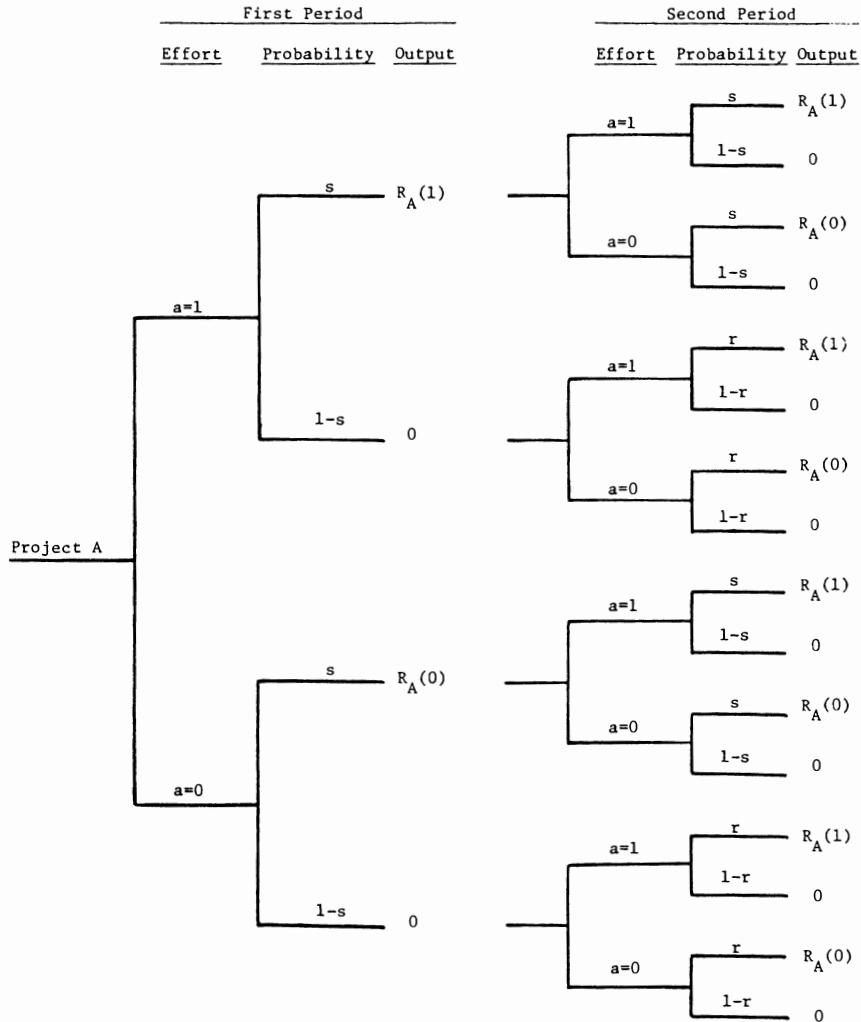 First Period Second Period
Effort Probability Output Effort Probability Output
s R_A(1)
a=1
1-s 0
s R_A(1)
s R_A(0)
a=0
1-s 0
a=1
r R_A(1)
a=1
1-r 0
1-s 0
r R_A(0)
a=0
1-r 0
Project A
s R_A(1)
a=1
1-s 0
s R_A(0)
s R_A(0)
a=0
1-s 0
a=0
r R_A(1)
a=1
1-r 0
1-s 0
r R_A(0)
a=0
1-r 0